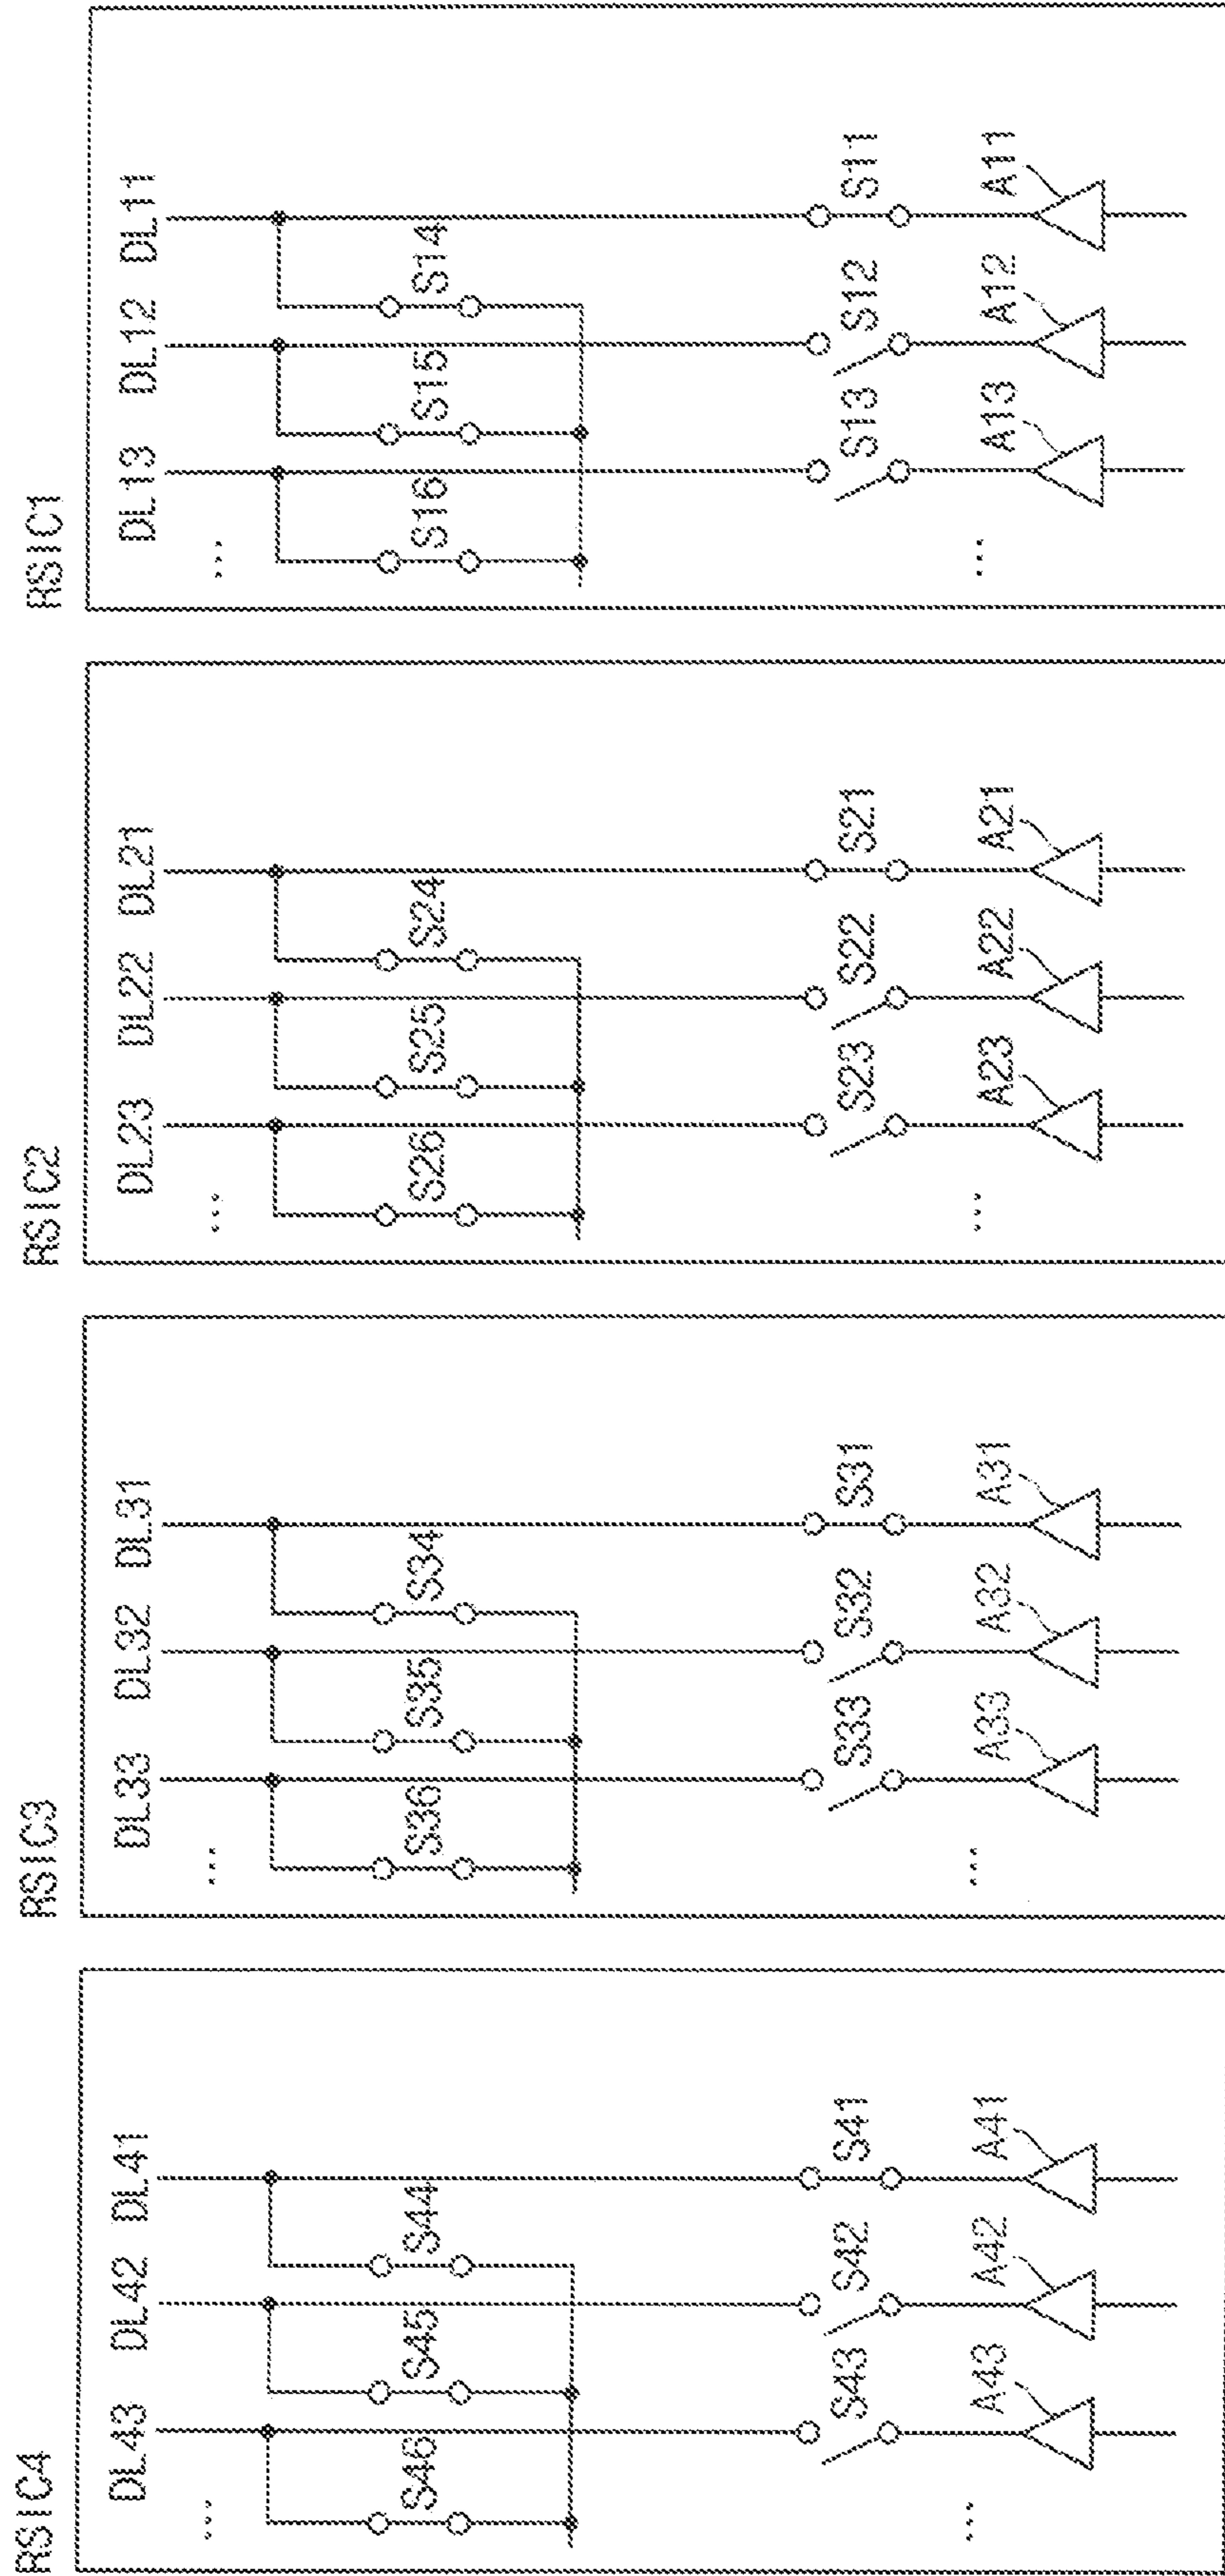 RSIC4
DL43 DL42 DL41
...
S46 S45 S44
S43 S42 S41
A43 A42 A41
...
RSIC3
DL33 DL32 DL31
...
S36 S35 S34
S33 S32 S31
A33 A32 A31
...
RSIC2
DL23 DL22 DL21
...
S26 S25 S24
S23 S22 S21
A23 A22 A21
...
RSIC1
DL13 DL12 DL11
...
S16 S15 S14
S13 S12 S11
A13 A12 A11
...